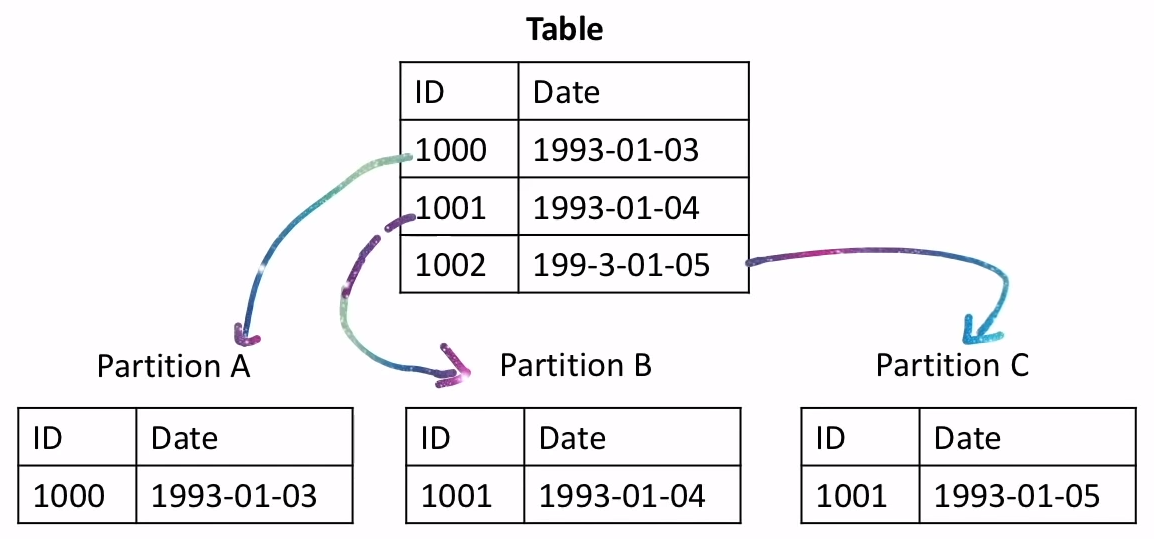 Table
ID Date
1000 1993-01-03
1001 1993-01-04
1002 199-3-01-05
Partition A
ID Date
1000 1993-01-03
Partition B
ID Date
1001 1993-01-04
Partition C
ID Date
1001 1993-01-05